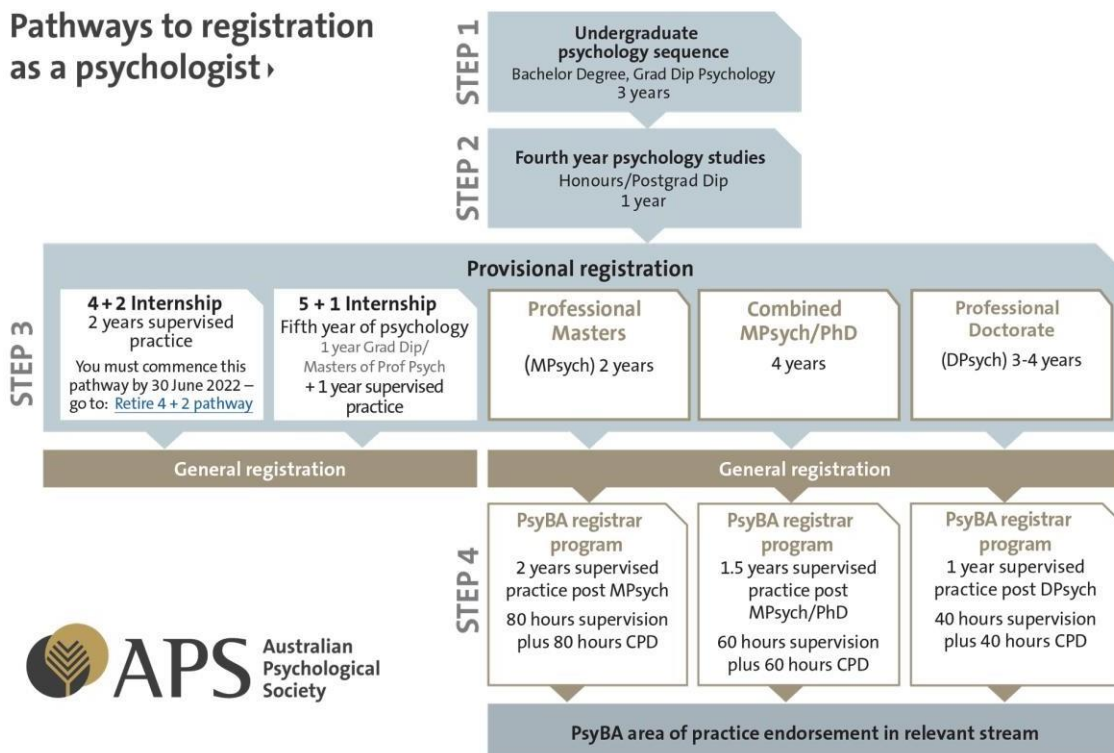 Pathways to registration
as a psychologist ›
STEP 1
Undergraduate
psychology sequence
Bachelor Degree, Grad Dip Psychology
3 years
STEP 2
Fourth year psychology studies
Honours/Postgrad Dip
1 year
STEP 3
Provisional registration
4 + 2 Internship
2 years supervised
practice
You must commence this
pathway by 30 June 2022 –
go to: Retire 4 + 2 pathway
5 + 1 Internship
Fifth year of psychology
1 year Grad Dip/
Masters of Prof Psych
+ 1 year supervised
practice
Professional
Masters
(MPsych) 2 years
Combined
MPsych/PhD
4 years
Professional
Doctorate
(DPsych) 3-4 years
General registration
General registration
STEP 4
PsyBA registrar
program
2 years supervised
practice post MPsych
80 hours supervision
plus 80 hours CPD
PsyBA registrar
program
1.5 years supervised
practice post
MPsych/PhD
60 hours supervision
plus 60 hours CPD
PsyBA registrar
program
1 year supervised
practice post DPsych
40 hours supervision
plus 40 hours CPD
PsyBA area of practice endorsement in relevant stream
APS
Australian
Psychological
Society